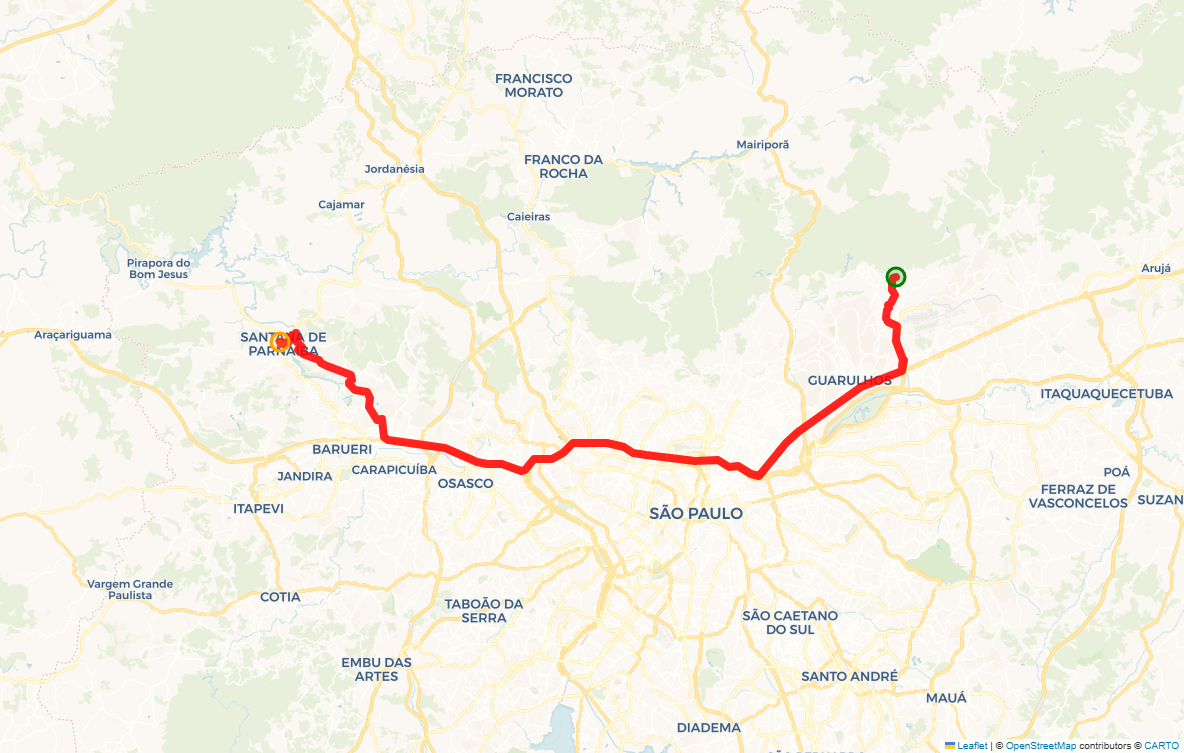 FRANCISCO
MORATO
Mairiporã
FRANCO DA
ROCHA
Jordanésia
Cajamar
Caieiras
Pirapora do
Bom Jesus
Arujá
Araçariguama
SANTANA DE
PARNAÍBA
GUARULHOS
ITAQUAQUECETUBA
BARUERI
CARAPICUÍBA
JANDIRA
OSASCO
POÁ
FERRAZ DE
VASCONCELOS
SUZAN
ITAPEVI
SÃO PAULO
Vargem Grande
Paulista
COTIA
TABOÃO DA
SERRA
SÃO CAETANO
DO SUL
EMBU DAS
ARTES
SANTO ANDRÉ
MAUÁ
DIADEMA
Leaflet | © OpenStreetMap contributors © CARTO